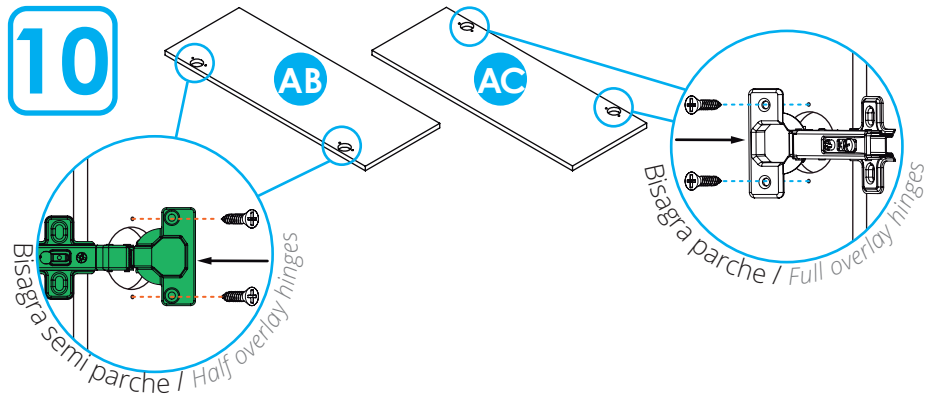 10
AB
AC
Bisagra parche / Full overlay hinges
Bisagra semi parche / Half overlay hinges